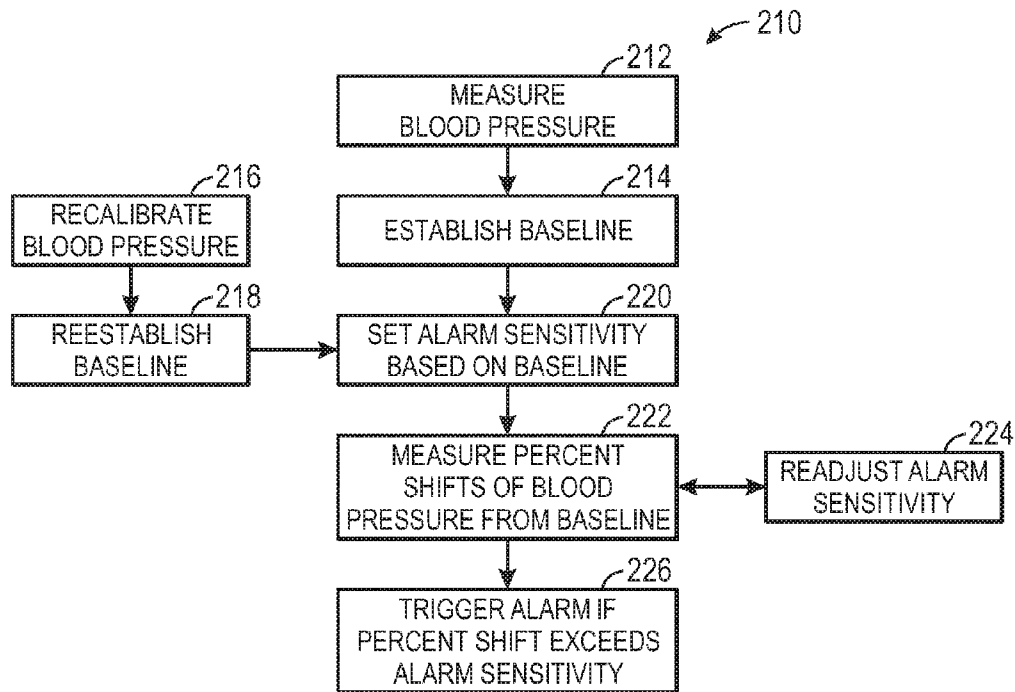 210
212
MEASURE
BLOOD PRESSURE
214
ESTABLISH BASELINE
216
RECALIBRATE
BLOOD PRESSURE
218
REESTABLISH
BASELINE
220
SET ALARM SENSITIVITY
BASED ON BASELINE
222
MEASURE PERCENT
SHIFTS OF BLOOD
PRESSURE FROM BASELINE
224
READJUST ALARM
SENSITIVITY
226
TRIGGER ALARM IF
PERCENT SHIFT EXCEEDS
ALARM SENSITIVITY